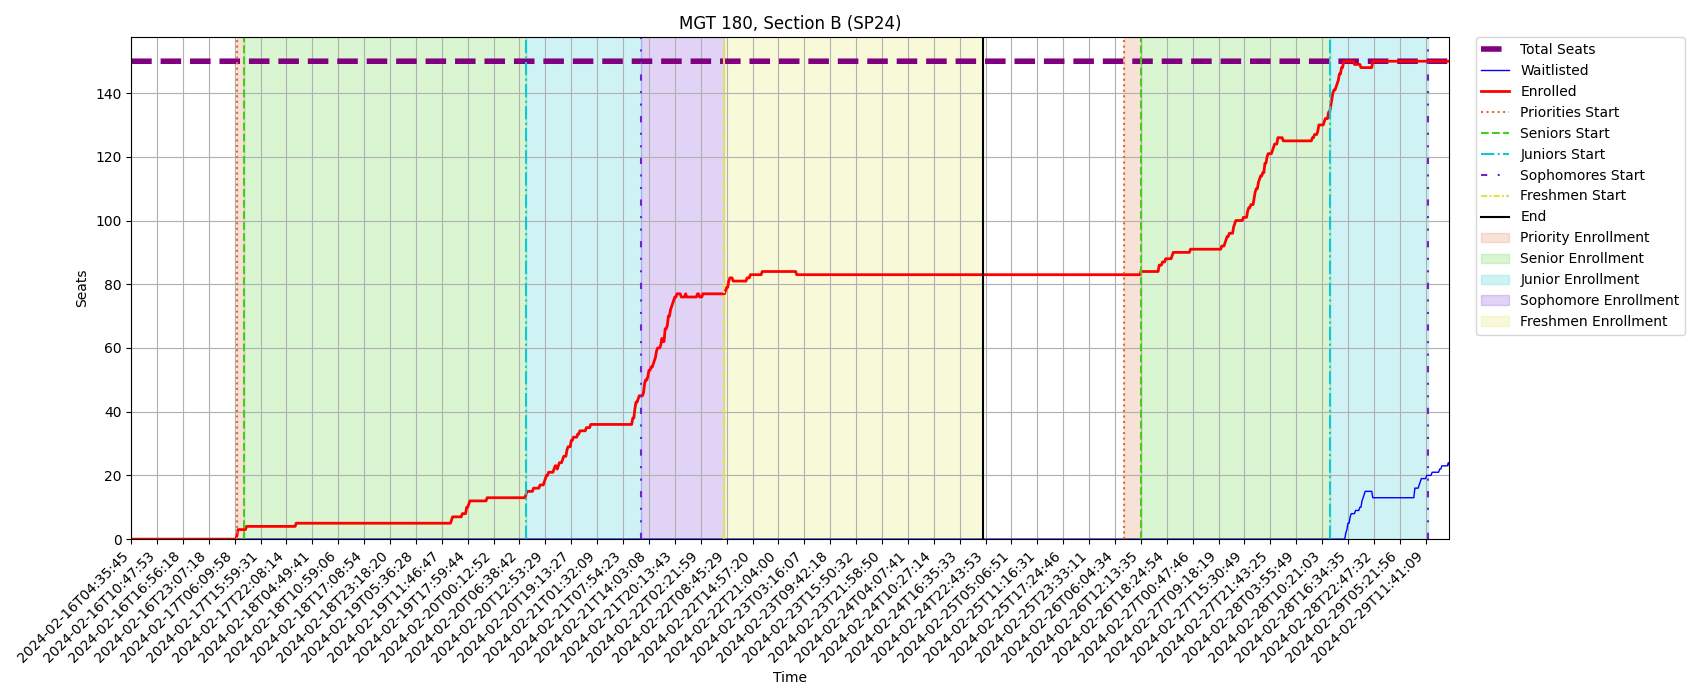 MGT 180, Section B (SP24)
Seats
0
20
40
60
80
100
120
140
2024-02-16T04:35:45
2024-02-16T10:47:53
2024-02-16T16:56:18
2024-02-16T23:07:18
2024-02-17T06:09:58
2024-02-17T15:59:31
2024-02-17T22:08:14
2024-02-18T04:49:41
2024-02-18T10:59:06
2024-02-18T17:08:54
2024-02-18T23:18:20
2024-02-19T05:36:28
2024-02-19T11:46:47
2024-02-19T17:59:44
2024-02-20T00:12:52
2024-02-20T06:38:42
2024-02-20T12:53:29
2024-02-20T19:13:27
2024-02-21T01:32:09
2024-02-21T07:54:23
2024-02-21T14:03:08
2024-02-21T20:13:43
2024-02-22T02:21:59
2024-02-22T08:45:29
2024-02-22T14:57:20
2024-02-22T21:04:00
2024-02-23T03:16:07
2024-02-23T09:42:18
2024-02-23T15:50:32
2024-02-23T21:58:50
2024-02-24T04:07:41
2024-02-24T10:27:14
2024-02-24T16:35:33
2024-02-24T22:43:53
2024-02-25T05:06:51
2024-02-25T11:16:31
2024-02-25T17:24:46
2024-02-25T23:33:11
2024-02-26T06:04:34
2024-02-26T12:13:35
2024-02-26T18:24:54
2024-02-27T00:47:46
2024-02-27T09:18:19
2024-02-27T15:30:49
2024-02-27T21:43:25
2024-02-28T03:55:49
2024-02-28T10:21:03
2024-02-28T16:34:35
2024-02-28T22:47:32
2024-02-29T05:21:56
2024-02-29T11:41:09
Time
Total Seats
Waitlisted
Enrolled
Priorities Start
Seniors Start
Juniors Start
Sophomores Start
Freshmen Start
End
Priority Enrollment
Senior Enrollment
Junior Enrollment
Sophomore Enrollment
Freshmen Enrollment